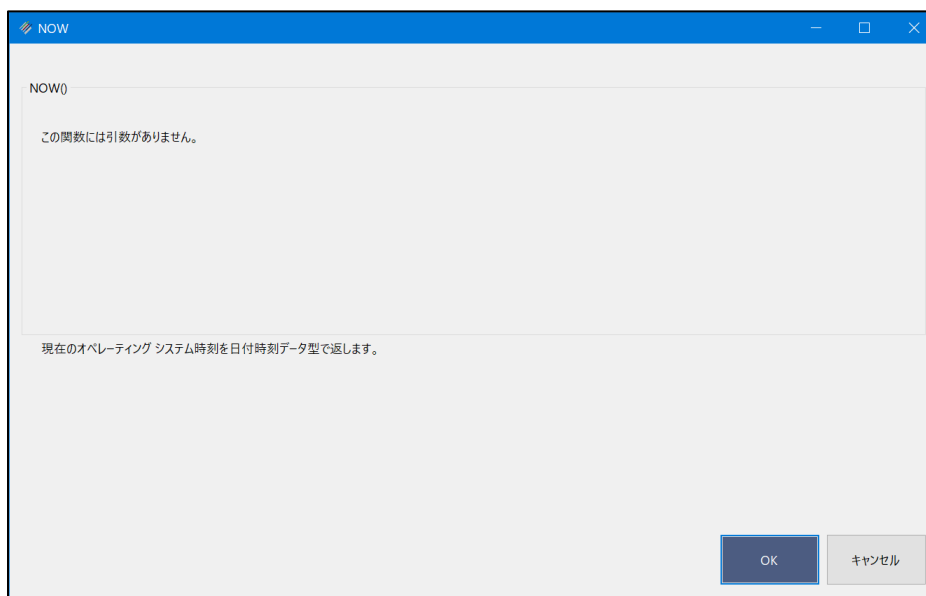 NOW
NOW()
この関数には引数がありません。
現在のオペレーティング システム時刻を日付時刻データ型で返します。
OK
キャンセル